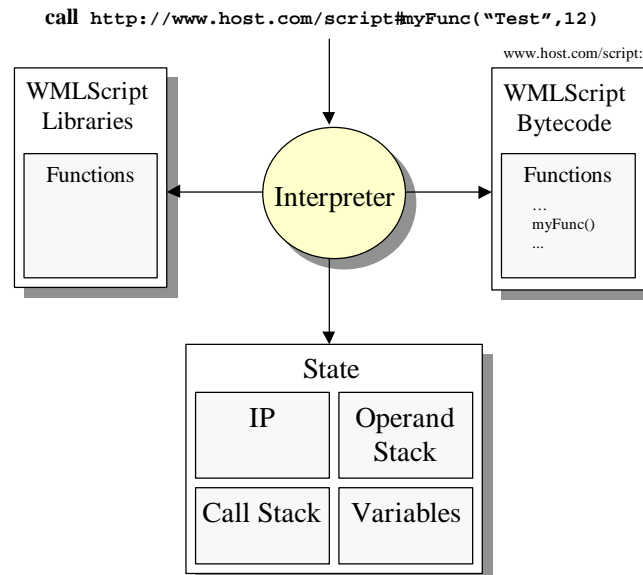 call http://www.host.com/script#myFunc(“Test”,12)
www.host.com/script:
WMLScript
Libraries
Functions
Interpreter
WMLScript
Bytecode
Functions
…
myFunc()
...
State
IP
Operand
Stack
Call Stack
Variables